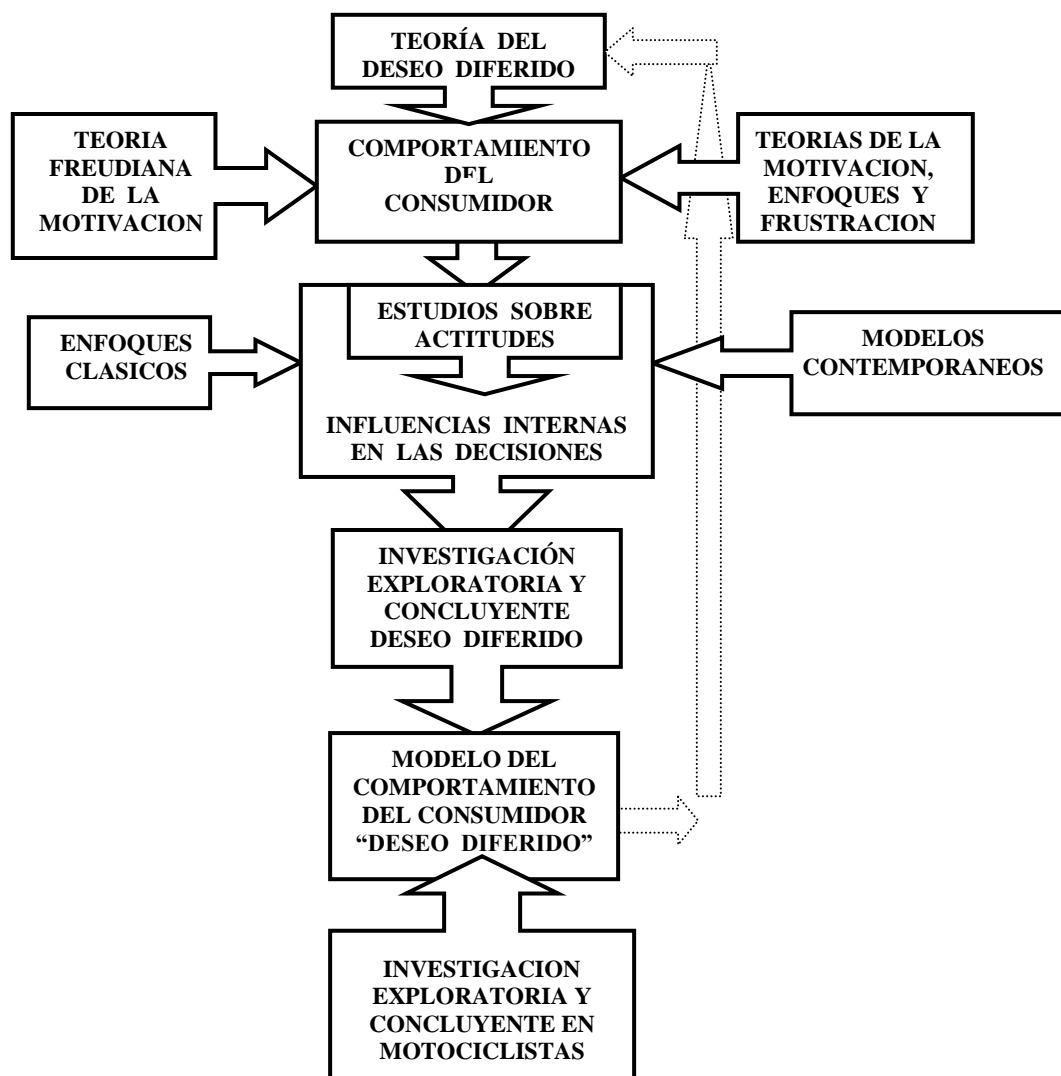 TEORÍA DEL
DESEO DIFERIDO
TEORIA
FREUDIANA
DE LA
MOTIVACION
COMPORTAMIENTO
DEL
CONSUMIDOR
TEORIAS DE LA
MOTIVACION,
ENFOQUES Y
FRUSTRACION
ESTUDIOS SOBRE
ACTITUDES
ENFOQUES
CLASICOS
MODELOS
CONTEMPORANEOS
INFLUENCIAS INTERNAS
EN LAS DECISIONES
INVESTIGACIÓN
EXPLORATORIA Y
CONCLUYENTE
DESEO DIFERIDO
MODELO DEL
COMPORTAMIENTO
DEL CONSUMIDOR
“DESEO DIFERIDO”
INVESTIGACION
EXPLORATORIA Y
CONCLUYENTE EN
MOTOCICLISTAS